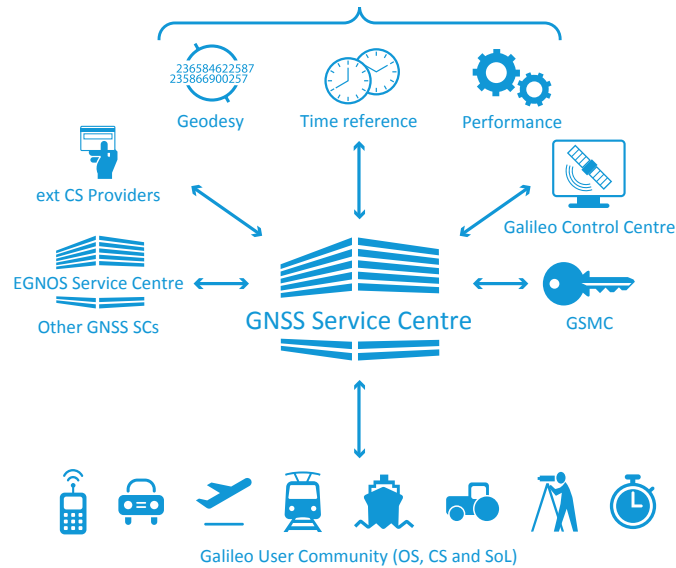 236584622587
235866900257
Geodesy
Time reference
Performance
ext CS Providers
Galileo Control Centre
EGNOS Service Centre
Other GNSS SCs
GNSS Service Centre
GSMC
Galileo User Community (OS, CS and SoL)